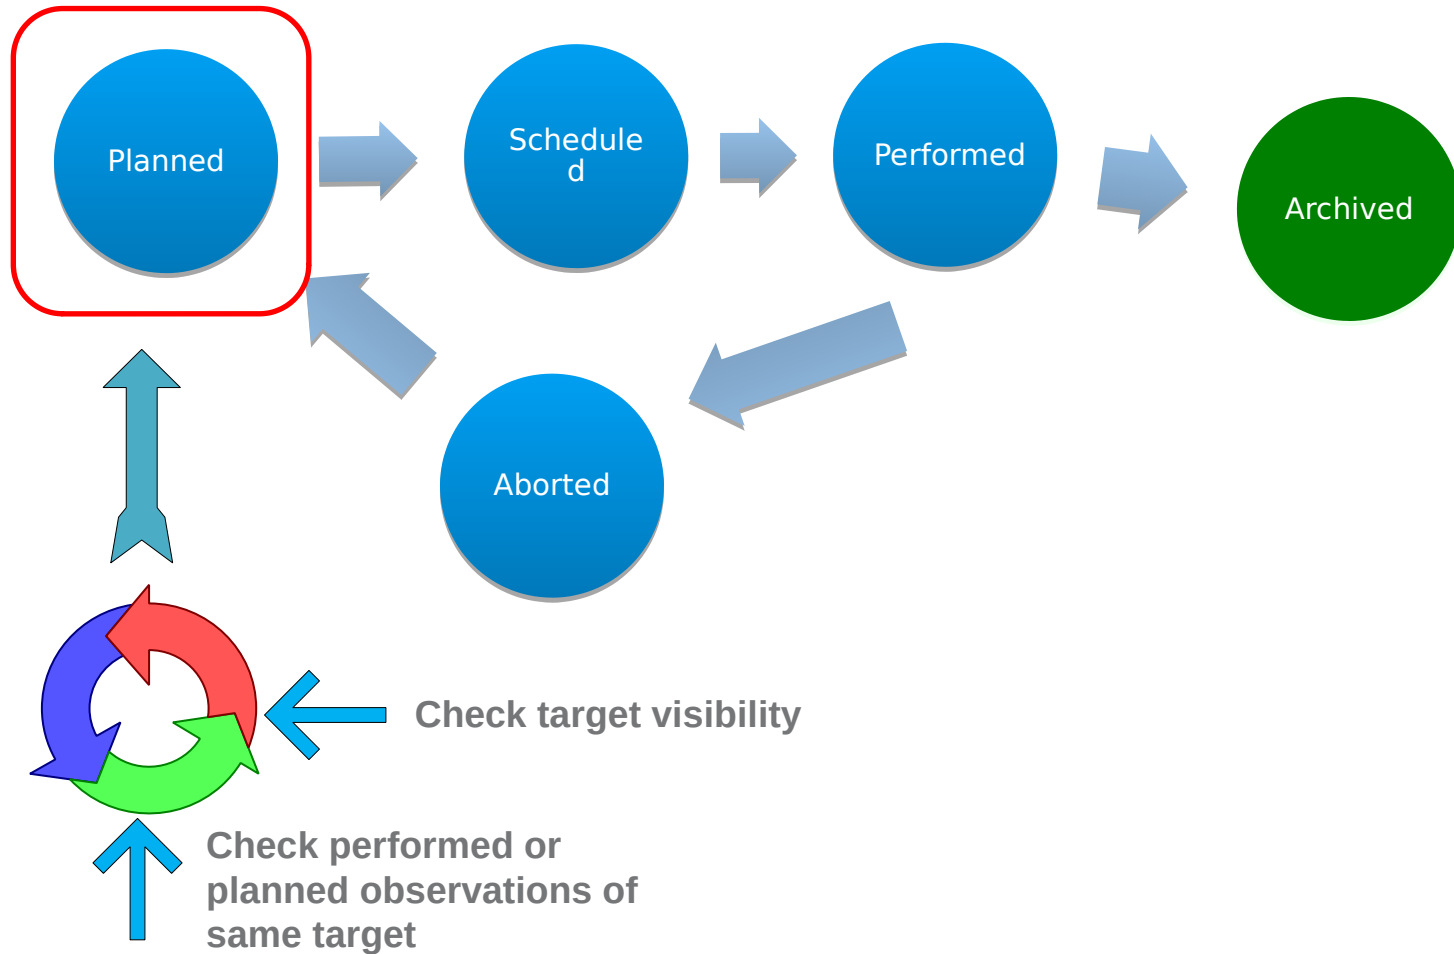 Planned
Schedule
d
Performed
Archived
Aborted
Check target visibility
Check performed or
planned observations of
same target